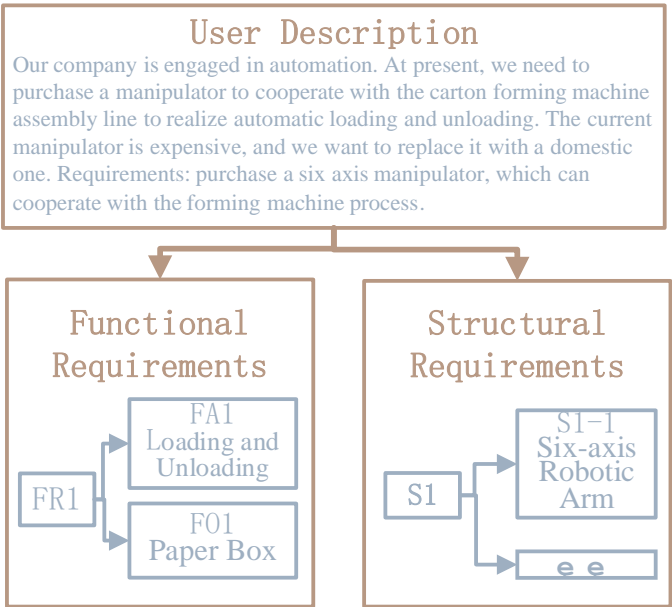 User Description
Our company is engaged in automation. At present, we need to
purchase a manipulator to cooperate with the carton forming machine
assembly line to realize automatic loading and unloading. The current
manipulator is expensive, and we want to replace it with a domestic
one. Requirements: purchase a six axis manipulator, which can
cooperate with the forming machine process.
Functional
Requirements
FR1
FA1
Loading and
Unloading
FO1
Paper Box
Structural
Requirements
S1
S1-1
Six-axis
Robotic
Arm
e e